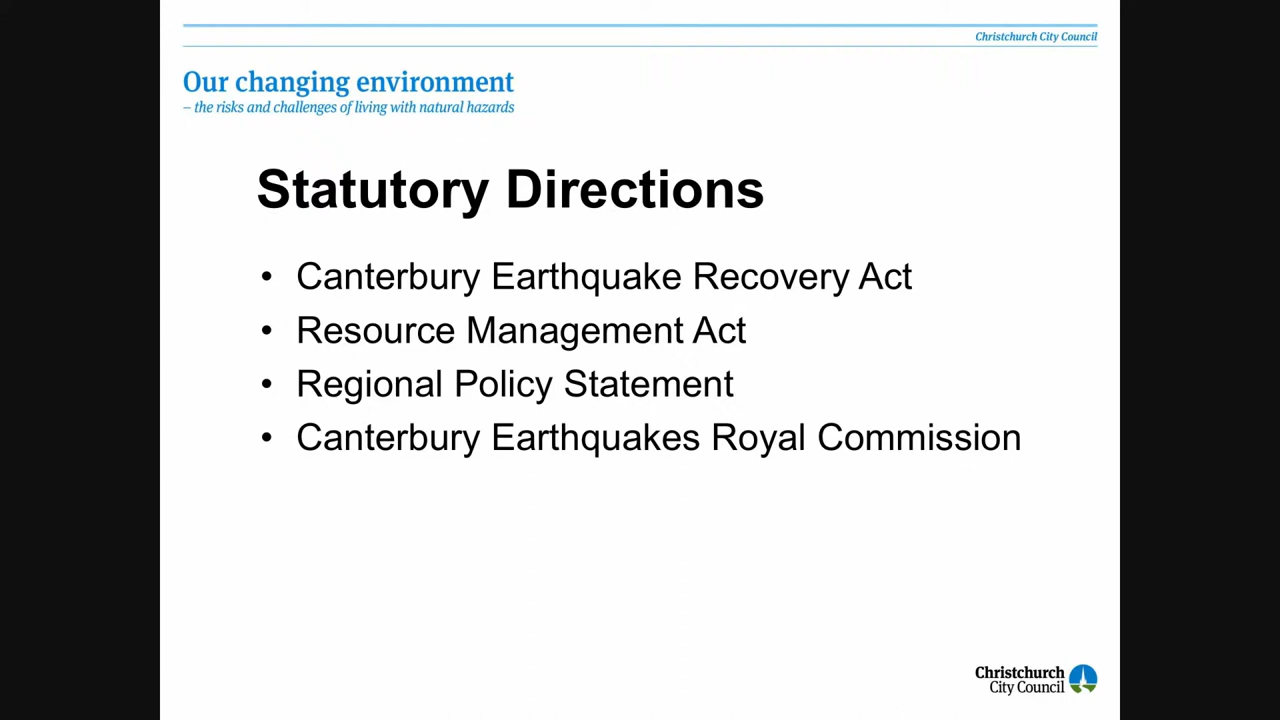 Christchurch City Council
Our changing environment
– the risks and challenges of living with natural hazards
Statutory Directions
• Canterbury Earthquake Recovery Act
• Resource Management Act
• Regional Policy Statement
• Canterbury Earthquakes Royal Commission
Christchurch
City Council